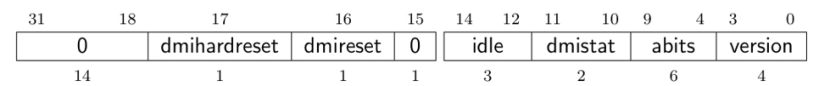 31 18 17 16 15 14 12 11 10 9 4 3 0
0 dmihardreset dmireset 0 idle dmistat abits version
14 1 1 1 3 2 6 4